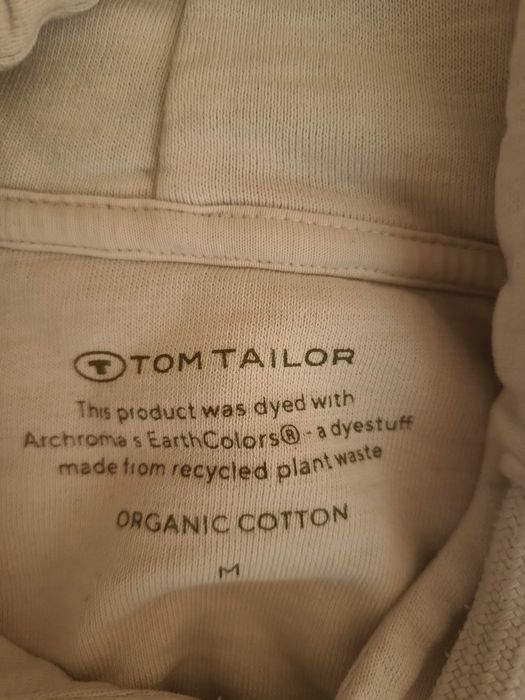 T TOM TAILOR
This product was dyed with
Archroma s EarthColors® - a dyestuff
made from recycled plant waste
ORGANIC COTTON
M